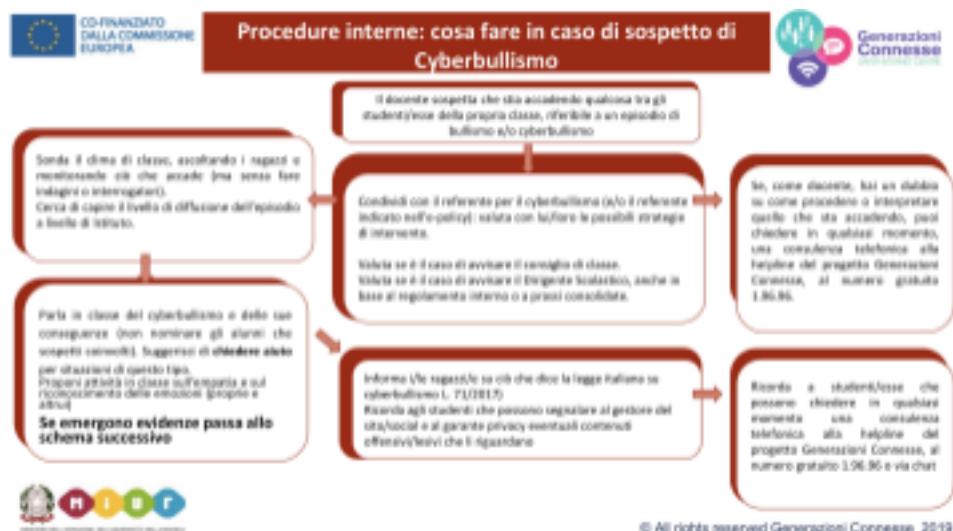 CO-FINANZIATO
DALLA COMMISSIONE
EUROPEA
Procedure interne: cosa fare in caso di sospetto di
Cyberbullismo
Generazioni
Connesse
Il docente sospetta che stia accadendo qualcosa tra gli
studenti/esse della propria classe, riferibile a un episodio di
bullismo e/o cyberbullismo
Sonda il clima di classe, ascoltando i ragazzi e
monitorando ciò che accade (ma senza fare
indagini o interrogatori).
Cerca di capire il livello di diffusione dell'episodio
a livello di Istituto.
Condividi con il referente per il cyberbullismo (e/o il referente
indicato nell'e-policy): valuta con lui/loro le possibili strategie
di intervento.
Valuta se è il caso di avvisare il consiglio di classe.
Valuta se è il caso di avvisare il Dirigente Scolastico, anche in
base al regolamento interno o a prassi consolidate.
Se, come docente, hai un dubbio
su come procedere o interpretare
quello che sta accadendo, puoi
chiedere in qualsiasi momento,
una consulenza telefonica alla
helpline del progetto Generazioni
Connesse, al numero gratuito
1.96.96.
Parla in classe del cyberbullismo e delle sue
conseguenze (non nominare gli alunni che
sospetti coinvolti). Suggerisci di chiedere aiuto
per situazioni di questo tipo.
Proponi attività in classe sull'empatia e sul
riconoscimento delle emozioni (proprie e
altrui)
Se emergono evidenze passa allo
schema successivo
Informa i/le ragazzi/e su ciò che dice la legge italiana su
cyberbullismo L. 71/2017)
Ricorda agli studenti che possono segnalare al gestore del
sito/social e al garante privacy eventuali contenuti
offensivi/lesivi che li riguardano
Ricorda a studenti/esse che
possono chiedere in qualsiasi
momento una consulenza
telefonica alla helpline del
progetto Generazioni Connesse, al
numero gratuito 1.96.96 e via chat
MIUR
© All rights reserved Generazioni Connesse 2019